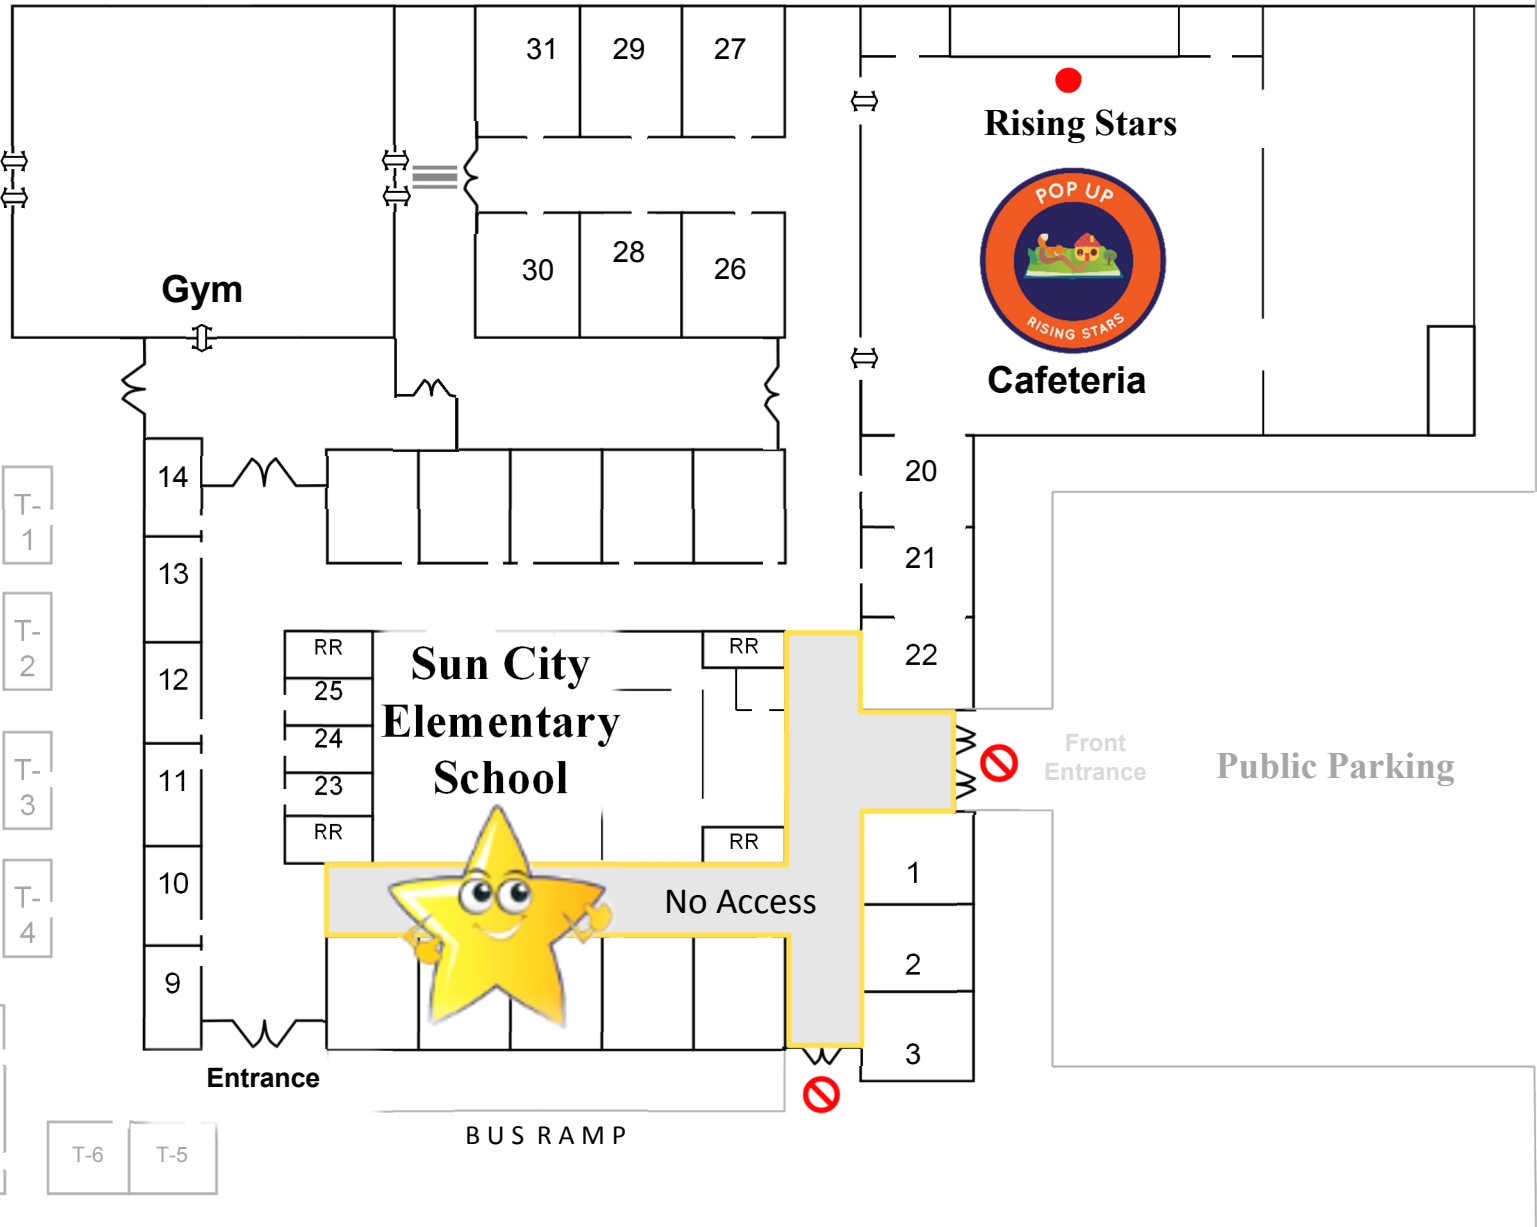 31
29
27
Rising Stars
POP UP
RISING STARS
30
28
26
Gym
Cafeteria
14
20
T-
1
13
21
T-
2
12
RR
25
24
23
RR
Sun City
Elementary
School
RR
22
T-
3
11
Front
Entrance
Public Parking
RR
1
T-
4
10
No Access
9
2
3
Entrance
BUS RAMP
T-6
T-5